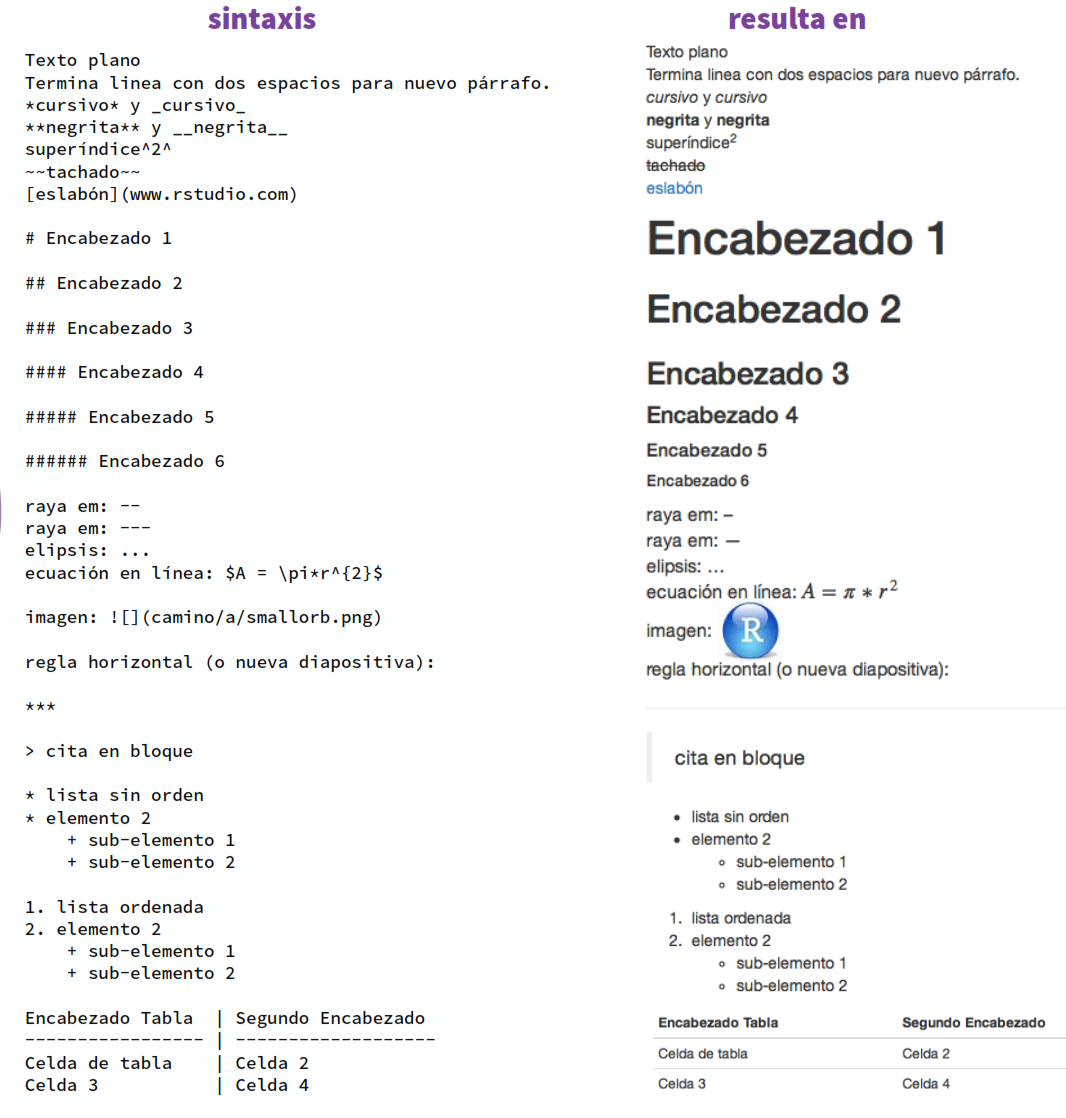 sintaxis
Texto plano
Termina linea con dos espacios para nuevo párrafo.
*cursivo* y _cursivo_
**negrita** y __negrita__
superíndice^2^
~~tachado~~
[eslabón](www.rstudio.com)
# Encabezado 1
## Encabezado 2
### Encabezado 3
#### Encabezado 4
##### Encabezado 5
###### Encabezado 6
raya em: --
raya em: ---
elipsis: ...
ecuación en línea: $A = \pi*r^{2}$
imagen: ![](camino/a/smallorb.png)
regla horizontal (o nueva diapositiva):
***
> cita en bloque
* lista sin orden
* elemento 2
    + sub-elemento 1
    + sub-elemento 2
1. lista ordenada
2. elemento 2
    + sub-elemento 1
    + sub-elemento 2
Encabezado Tabla  | Segundo Encabezado
----------------- | -------------------
Celda de tabla    | Celda 2
Celda 3           | Celda 4
resulta en
Texto plano
Termina linea con dos espacios para nuevo párrafo.
cursivo y cursivo
negrita y negrita
superíndice²
tachado
eslabón
Encabezado 1
Encabezado 2
Encabezado 3
Encabezado 4
Encabezado 5
Encabezado 6
raya em: –
raya em: —
elipsis: …
ecuación en línea: A = π ∗ r²
imagen: R
regla horizontal (o nueva diapositiva):
cita en bloque
• lista sin orden
• elemento 2
◦ sub-elemento 1
◦ sub-elemento 2
1. lista ordenada
2. elemento 2
◦ sub-elemento 1
◦ sub-elemento 2
Encabezado Tabla Segundo Encabezado
Celda de tabla Celda 2
Celda 3 Celda 4